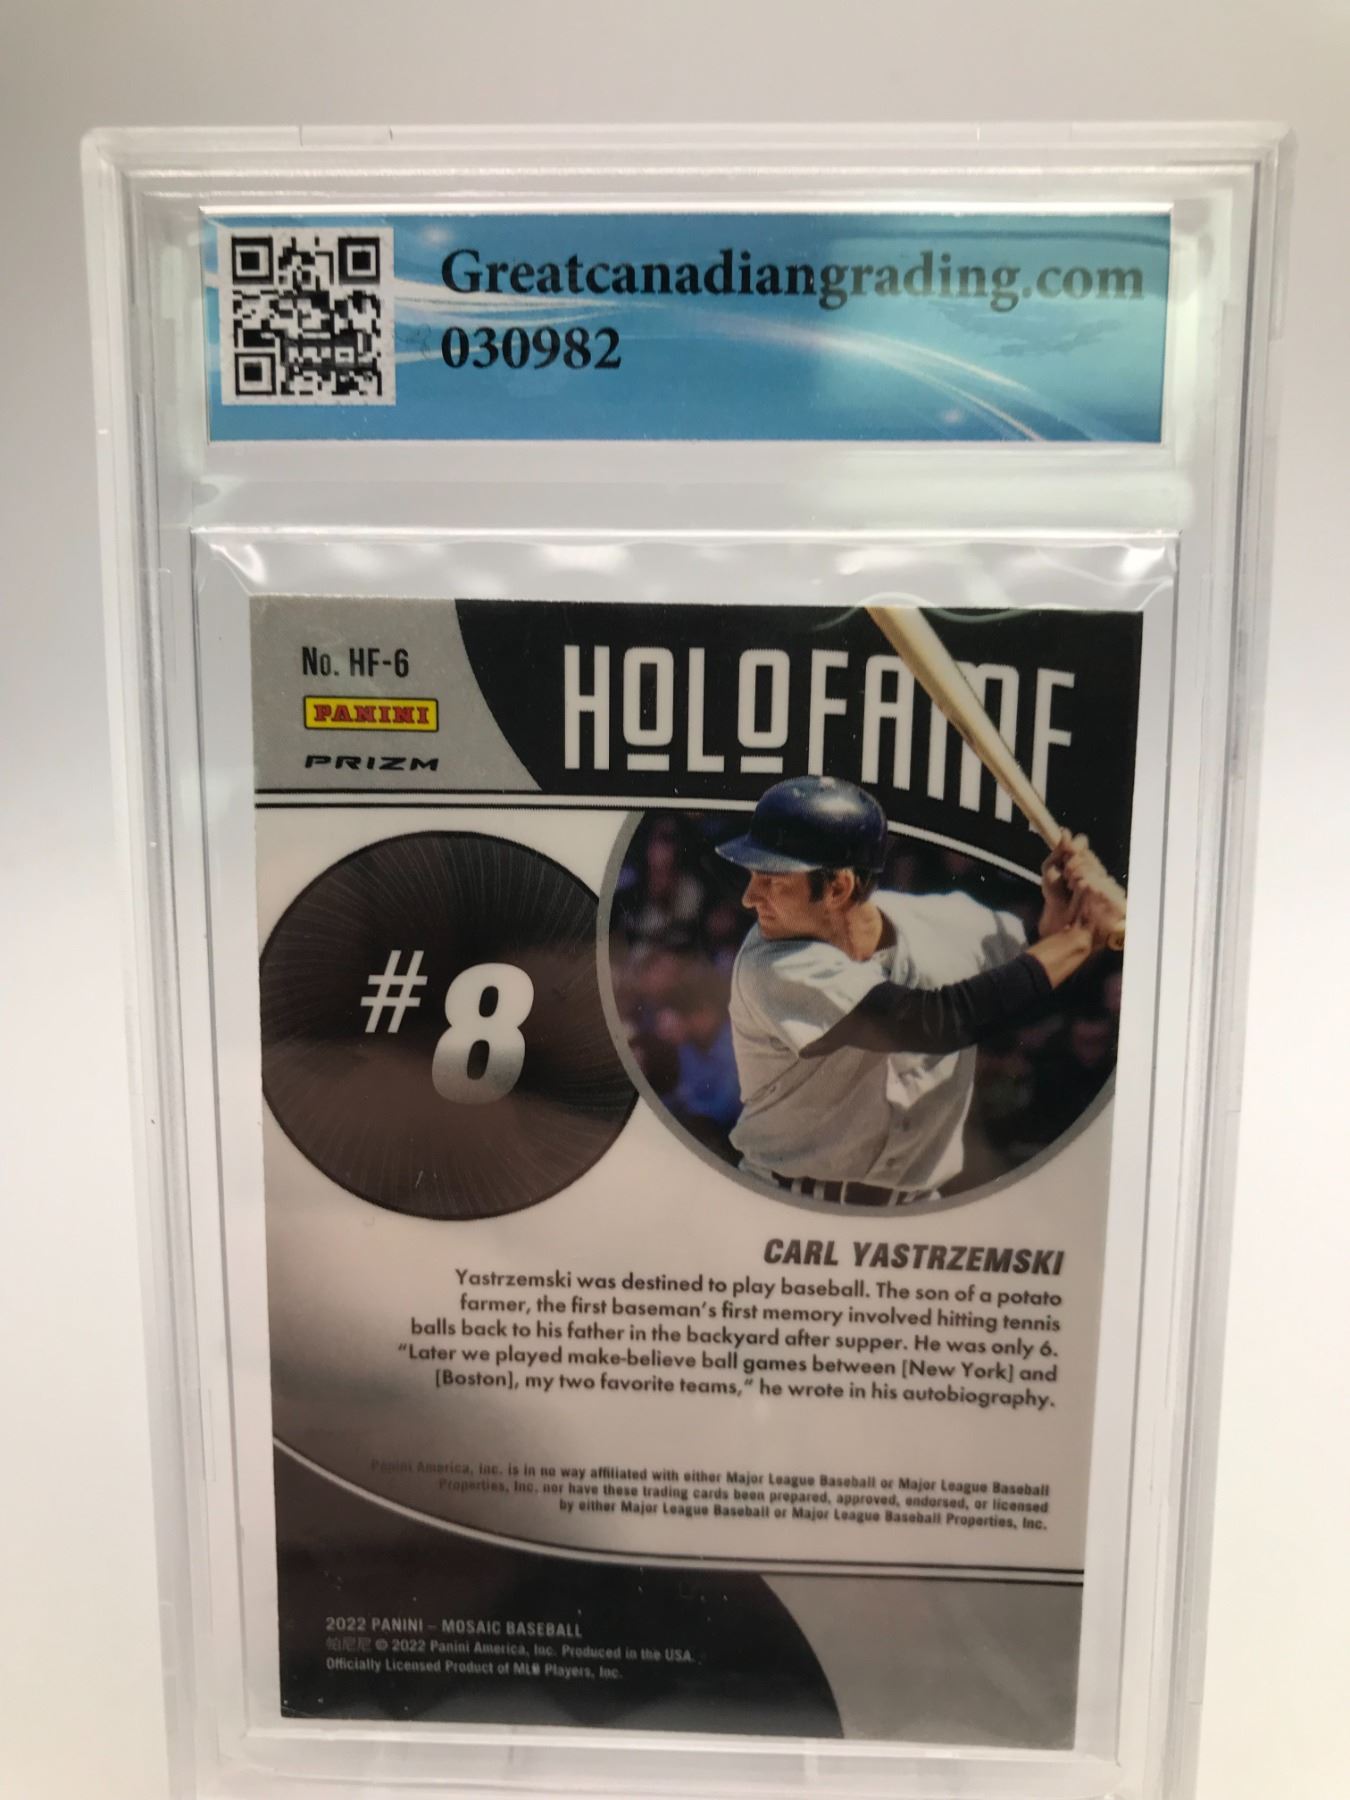 Greatcanadiangrading.com
030982
No. HF-6
PANINI
PRIZM
HOLOFAME
#8
CARL YASTRZEMSKI
Yastrzemski was destined to play baseball. The son of a potato
farmer, the first baseman's first memory involved hitting tennis
balls back to his father in the backyard after supper. He was only 6.
"Later we played make-believe ball games between [New York] and
[Boston], my two favorite teams," he wrote in his autobiography.
Panini America, Inc. is in no way affiliated with either Major League Baseball or Major League Baseball
Properties, Inc. nor have these trading cards been prepared, approved, endorsed, or licensed
by either Major League Baseball or Major League Baseball Properties, Inc.
2022 PANINI – MOSAIC BASEBALL
帕尼尼 © 2022 Panini America, Inc. Produced in the USA.
Officially Licensed Product of MLB Players, Inc.